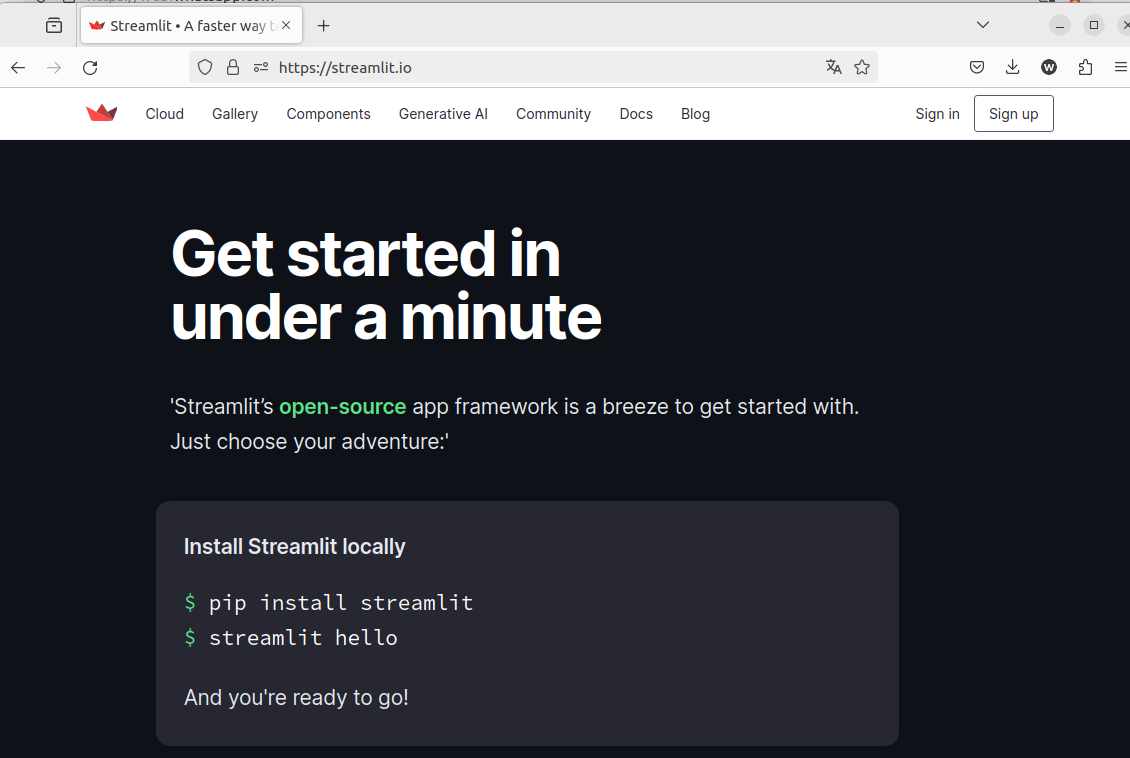 Streamlit • A faster way t
https://streamlit.io
W
Cloud Gallery Components Generative AI Community Docs Blog Sign in Sign up
Get started in
under a minute
'Streamlit’s open-source app framework is a breeze to get started with.
Just choose your adventure:'
Install Streamlit locally
$ pip install streamlit
$ streamlit hello
And you're ready to go!